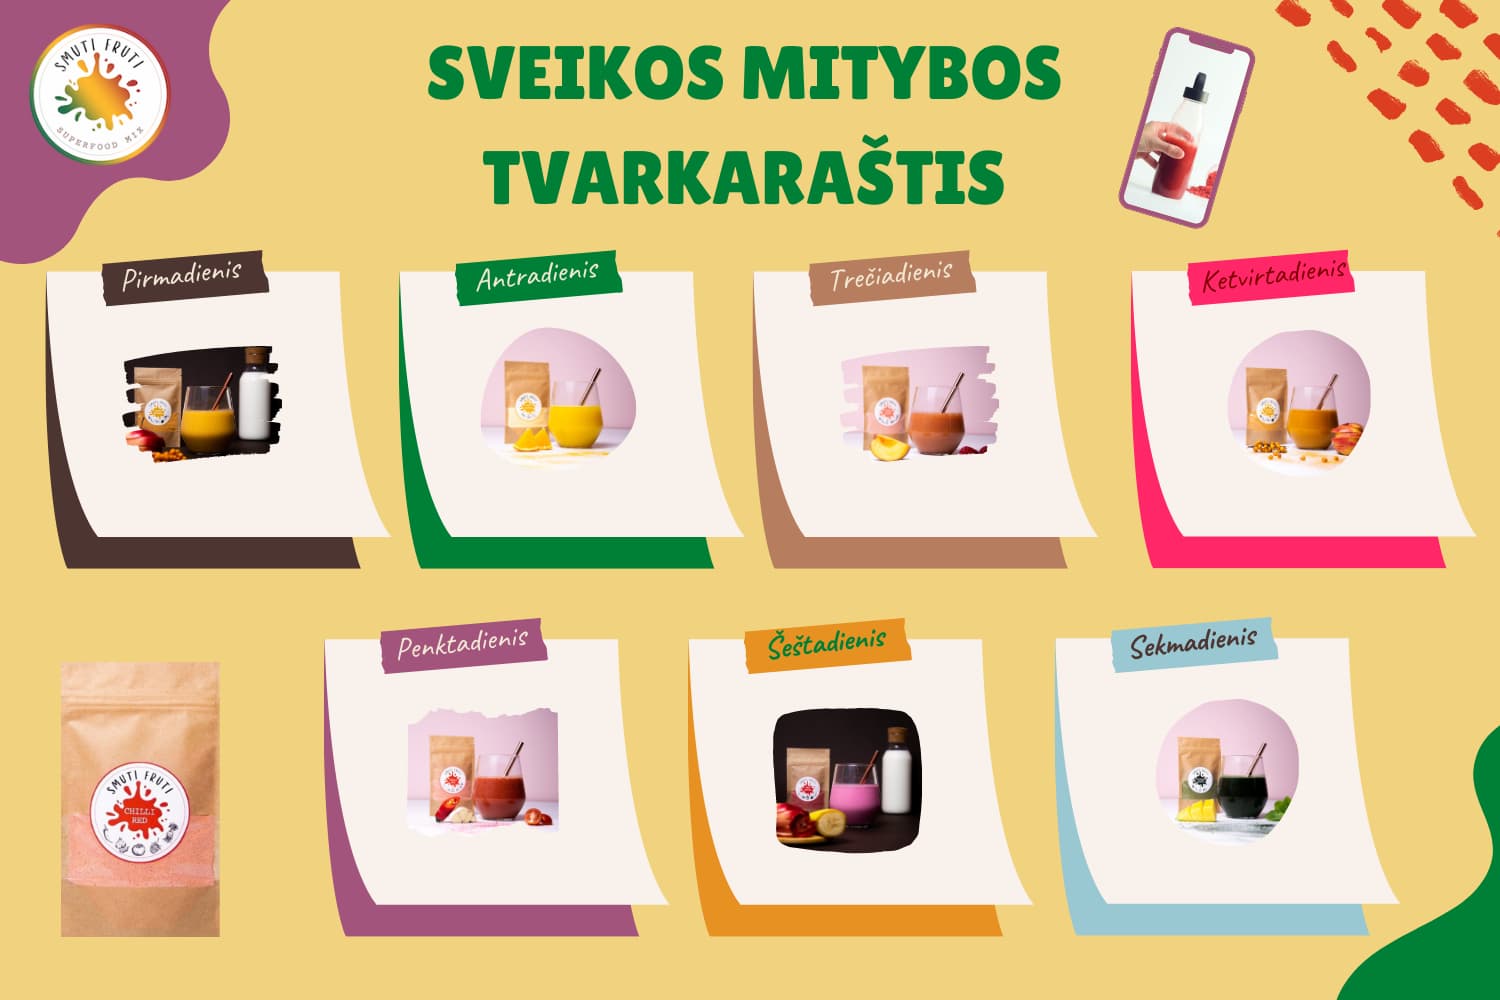 SMUTI FRUTI
SUPERFOOD MIX
SVEIKOS MITYBOS
TVARKARAŠTIS
Pirmadienis
Antradienis
Trečiadienis
Ketvirtadienis
Penktadienis
Šeštadienis
Sekmadienis
SMUTI FRUTI
CHILLI
RED